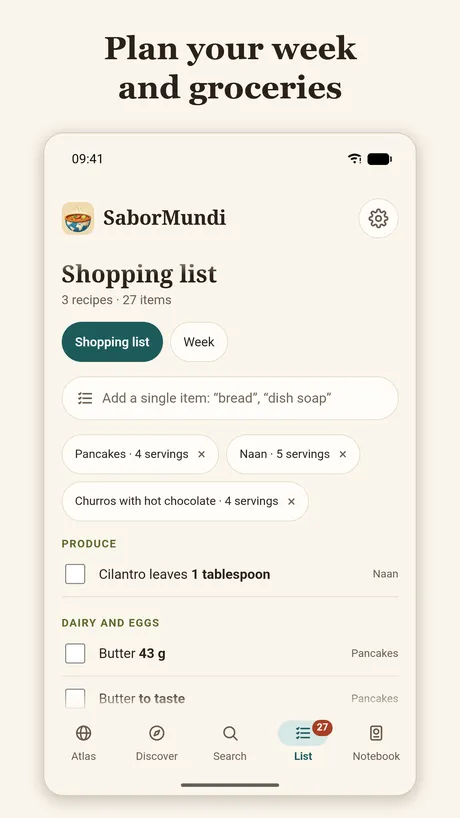 Plan your week
and groceries
09:41
SaborMundi
Shopping list
3 recipes · 27 items
Shopping list
Week
Add a single item: “bread”, “dish soap”
Pancakes · 4 servings ×
Naan · 5 servings ×
Churros with hot chocolate · 4 servings ×
PRODUCE
Cilantro leaves 1 tablespoon
Naan
DAIRY AND EGGS
Butter 43 g
Pancakes
Butter to taste
Pancakes
27
Atlas
Discover
Search
List
Notebook